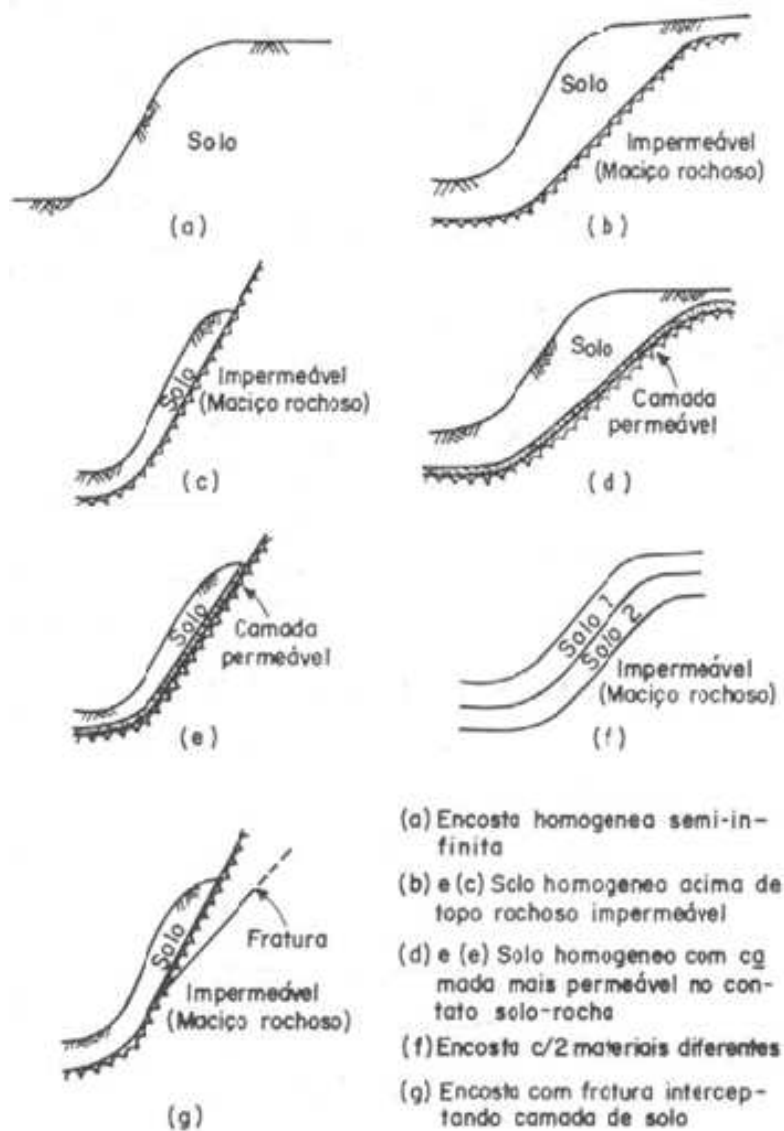 Solo
(a)
Solo
Impermeável
(Maciço rochoso)
(b)
Solo
Impermeável
(Maciço rochoso)
(c)
Solo
Camada
permeável
(d)
Solo
Camada
permeável
(e)
Solo 1
Solo 2
Impermeável
(Maciço rochoso)
(f)
Solo
Fratura
Impermeável
(Maciço rochoso)
(g)
(a) Encosta homogenea semi-in-
finita
(b) e (c) Solo homogeneo acima de
topo rochoso impermeável
(d) e (e) Solo homogeneo com ca
mada mais permeável no con-
tato solo-rocha
(f) Encosta c/2 materiais diferentes
(g) Encosta com fratura intercep-
tando camada de solo